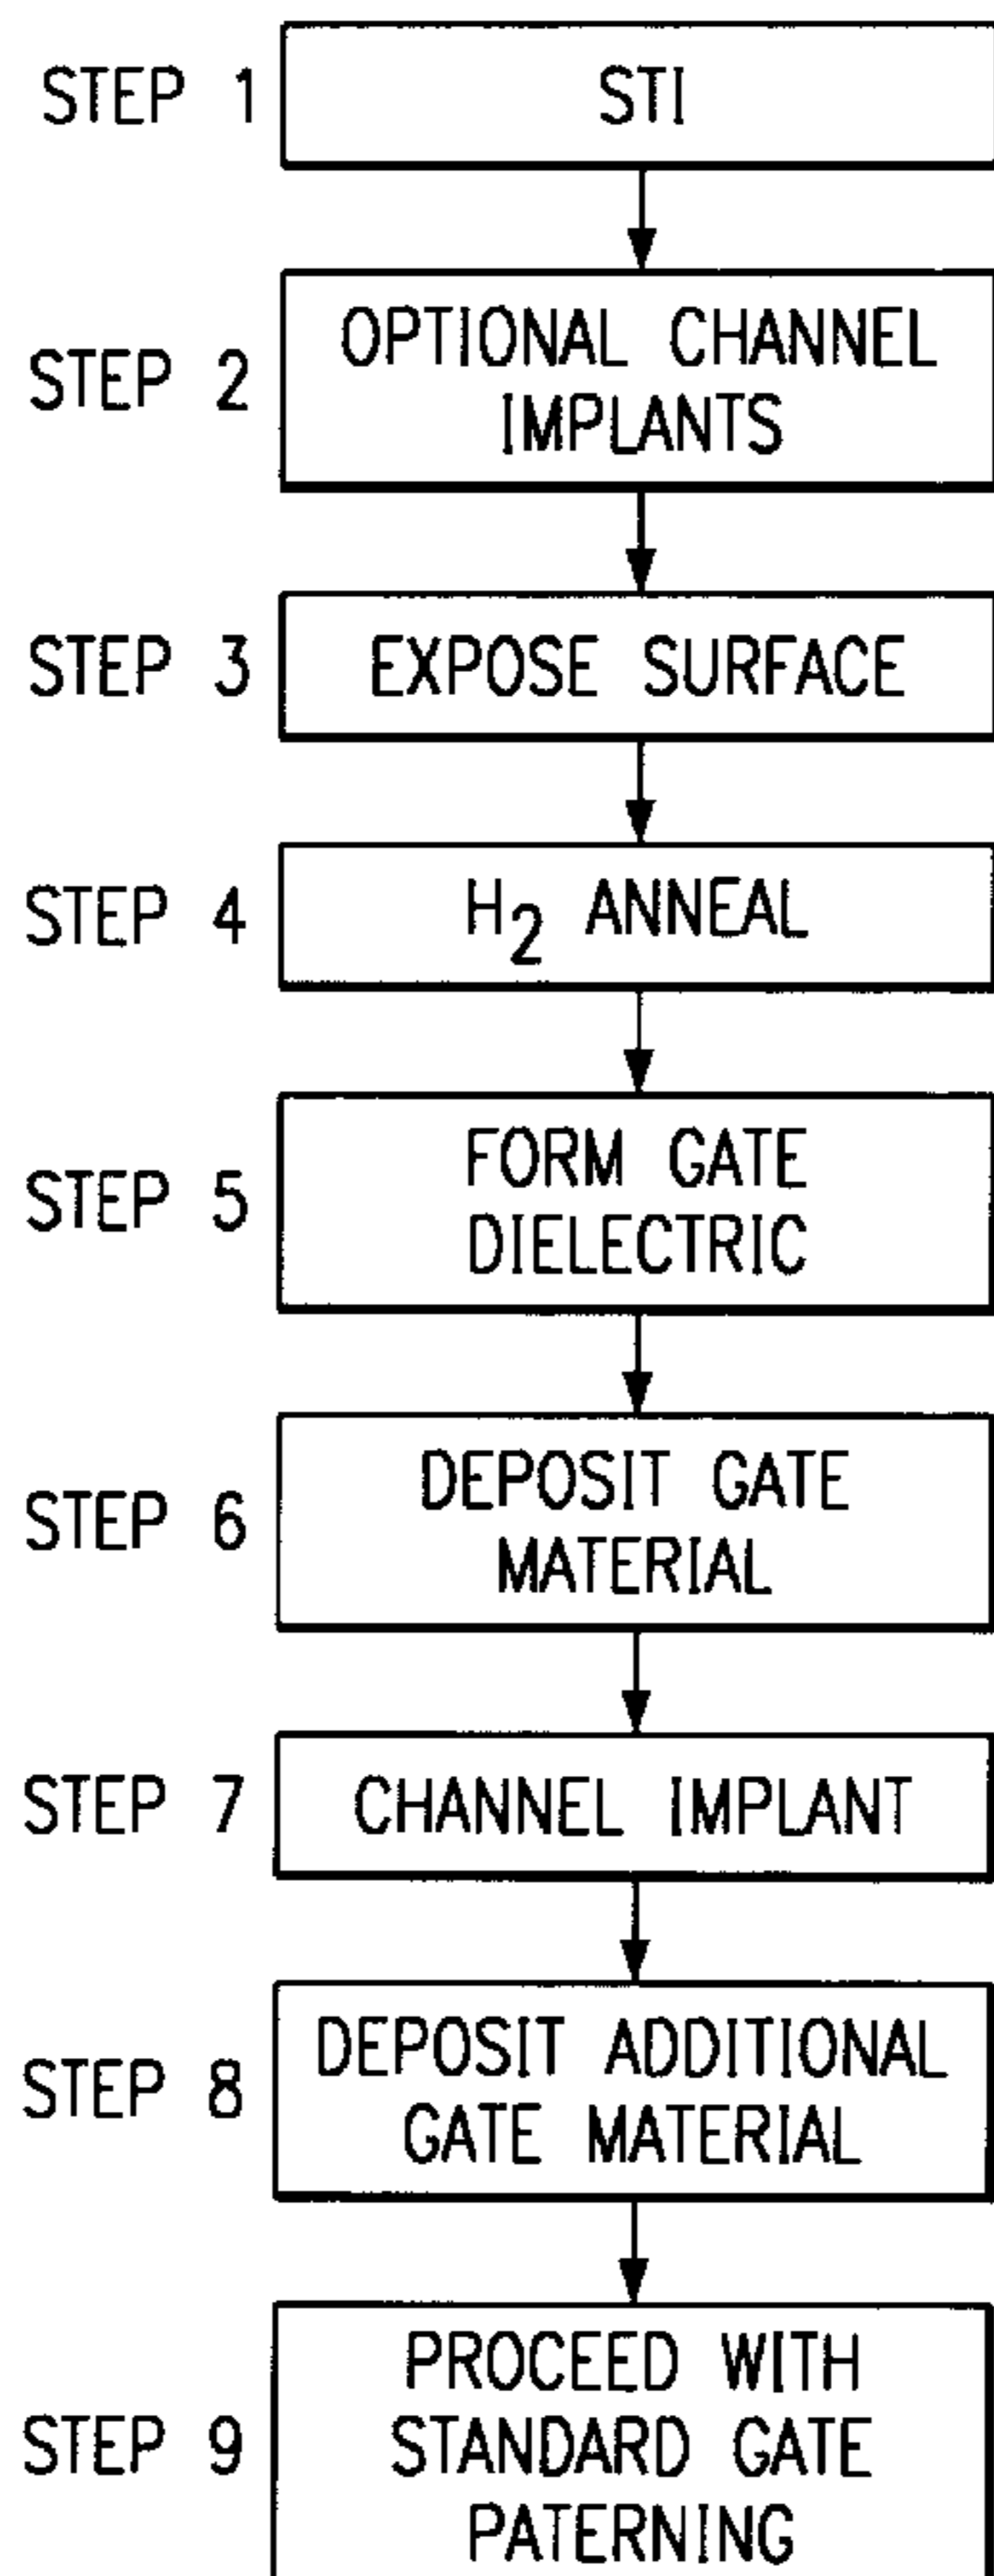 STEP 1
STI
STEP 2
OPTIONAL CHANNEL
IMPLANTS
STEP 3
EXPOSE SURFACE
STEP 4
H₂ ANNEAL
STEP 5
FORM GATE
DIELECTRIC
STEP 6
DEPOSIT GATE
MATERIAL
STEP 7
CHANNEL IMPLANT
STEP 8
DEPOSIT ADDITIONAL
GATE MATERIAL
STEP 9
PROCEED WITH
STANDARD GATE
PATERNING